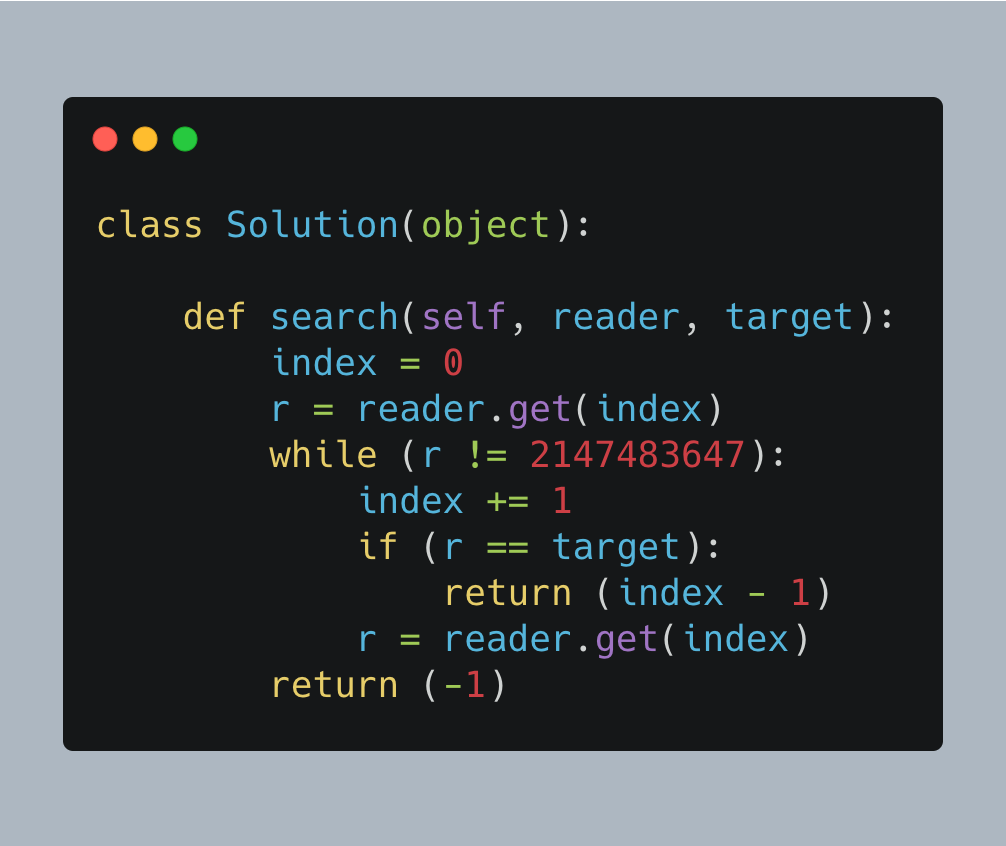 class Solution(object):
    def search(self, reader, target):
        index = 0
        r = reader.get(index)
        while (r != 2147483647):
            index += 1
            if (r == target):
                return (index - 1)
            r = reader.get(index)
        return (-1)